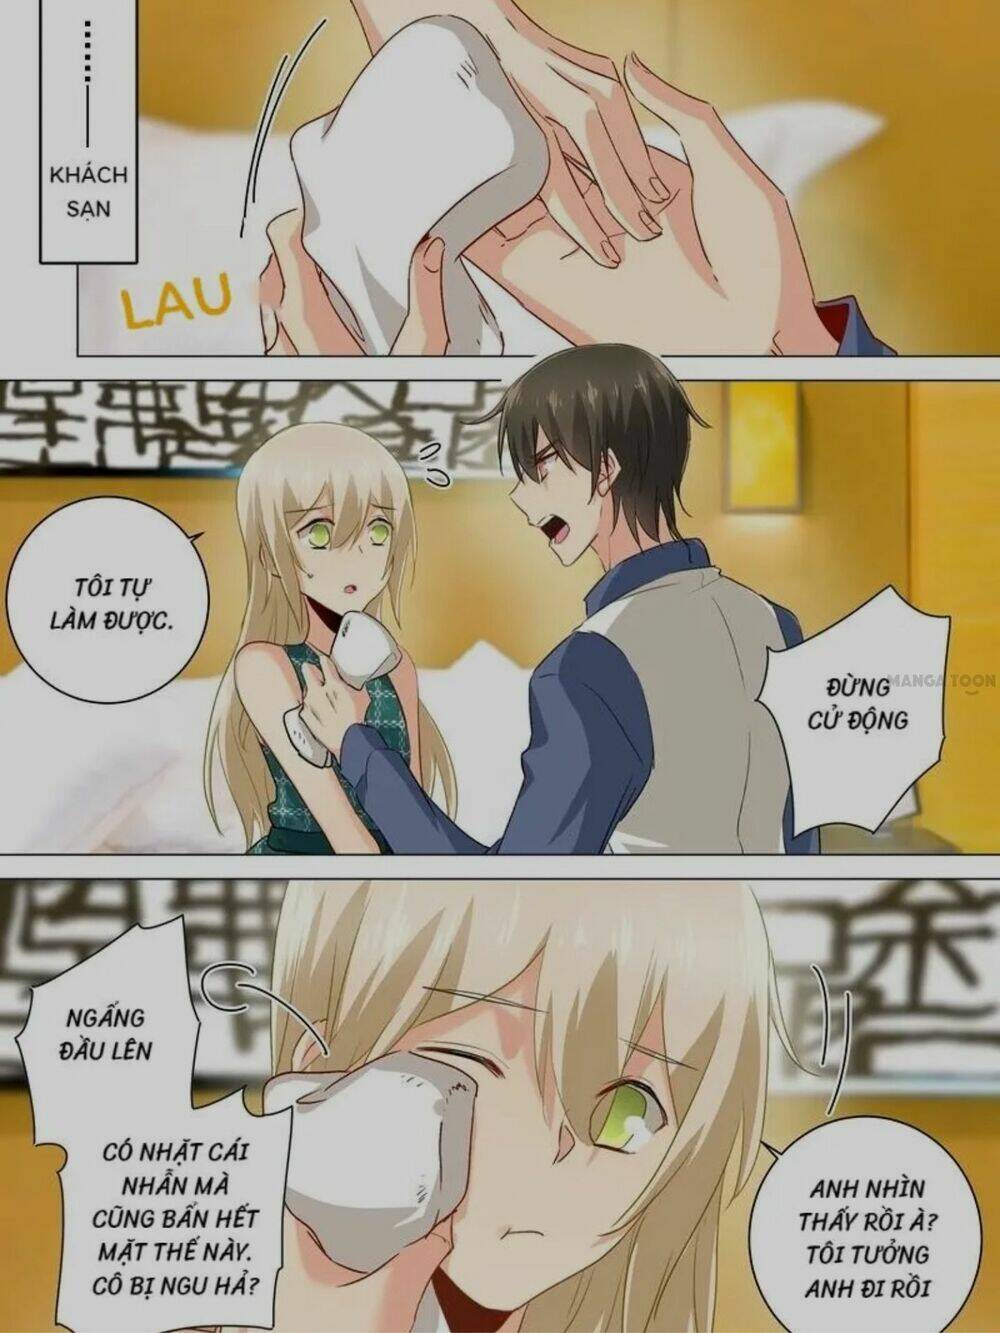 KHÁCH
SẠN
LAU
TÔI TỰ
LÀM ĐƯỢC.
MANGATOON
ĐỪNG
CỬ ĐỘNG
NGẨNG
ĐẦU LÊN
CÓ NHẶT CÁI
NHẪN MÀ
CŨNG BẨN HẾT
MẶT THẾ NÀY.
CÔ BỊ NGU HẢ?
ANH NHÌN
THẤY RỒI À?
TÔI TƯỞNG
ANH ĐI RỒI